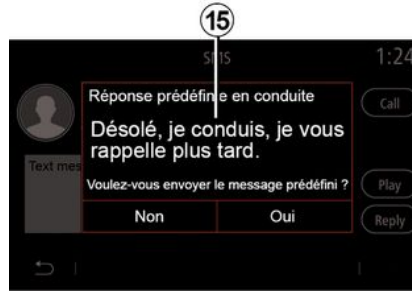 15
SMS
1:24
Réponse prédéfinie en conduite
Call
Désolé, je conduis, je vous
rappelle plus tard.
Text mes
Voulez-vous envoyer le message prédéfini ?
Play
Non
Oui
Reply